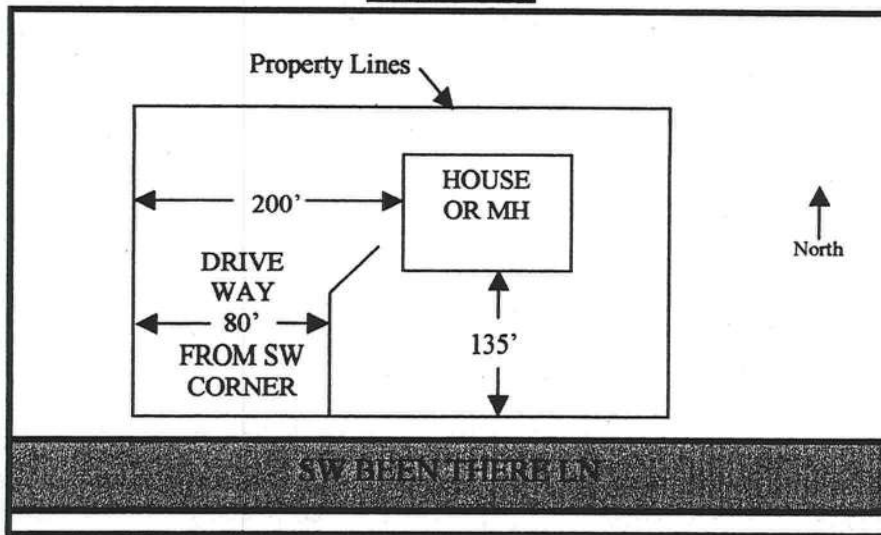 Property Lines
HOUSE
OR MH
200’
North
DRIVE
WAY
80’
FROM SW
CORNER
135’
SW BEEN THERE LN